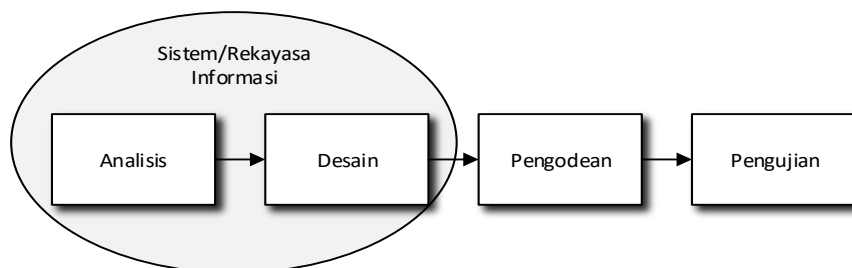 Sistem/Rekayasa
Informasi
Analisis
Desain
Pengodean
Pengujian